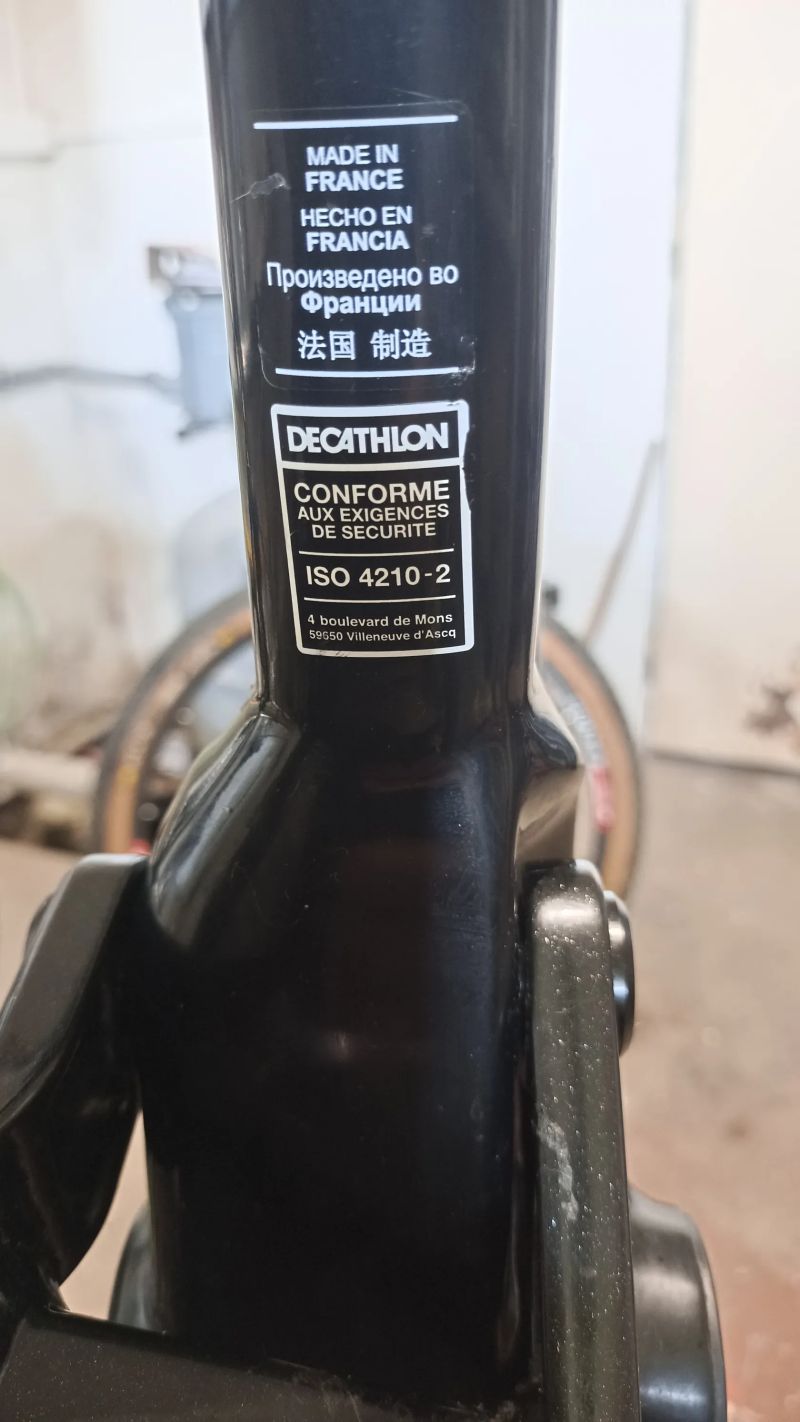 MADE IN
FRANCE
HECHO EN
FRANCIA
Произведено во
Франции
法国 制造
DECATHLON
CONFORME
AUX EXIGENCES
DE SECURITE
ISO 4210-2
4 boulevard de Mons
59650 Villeneuve d'Ascq